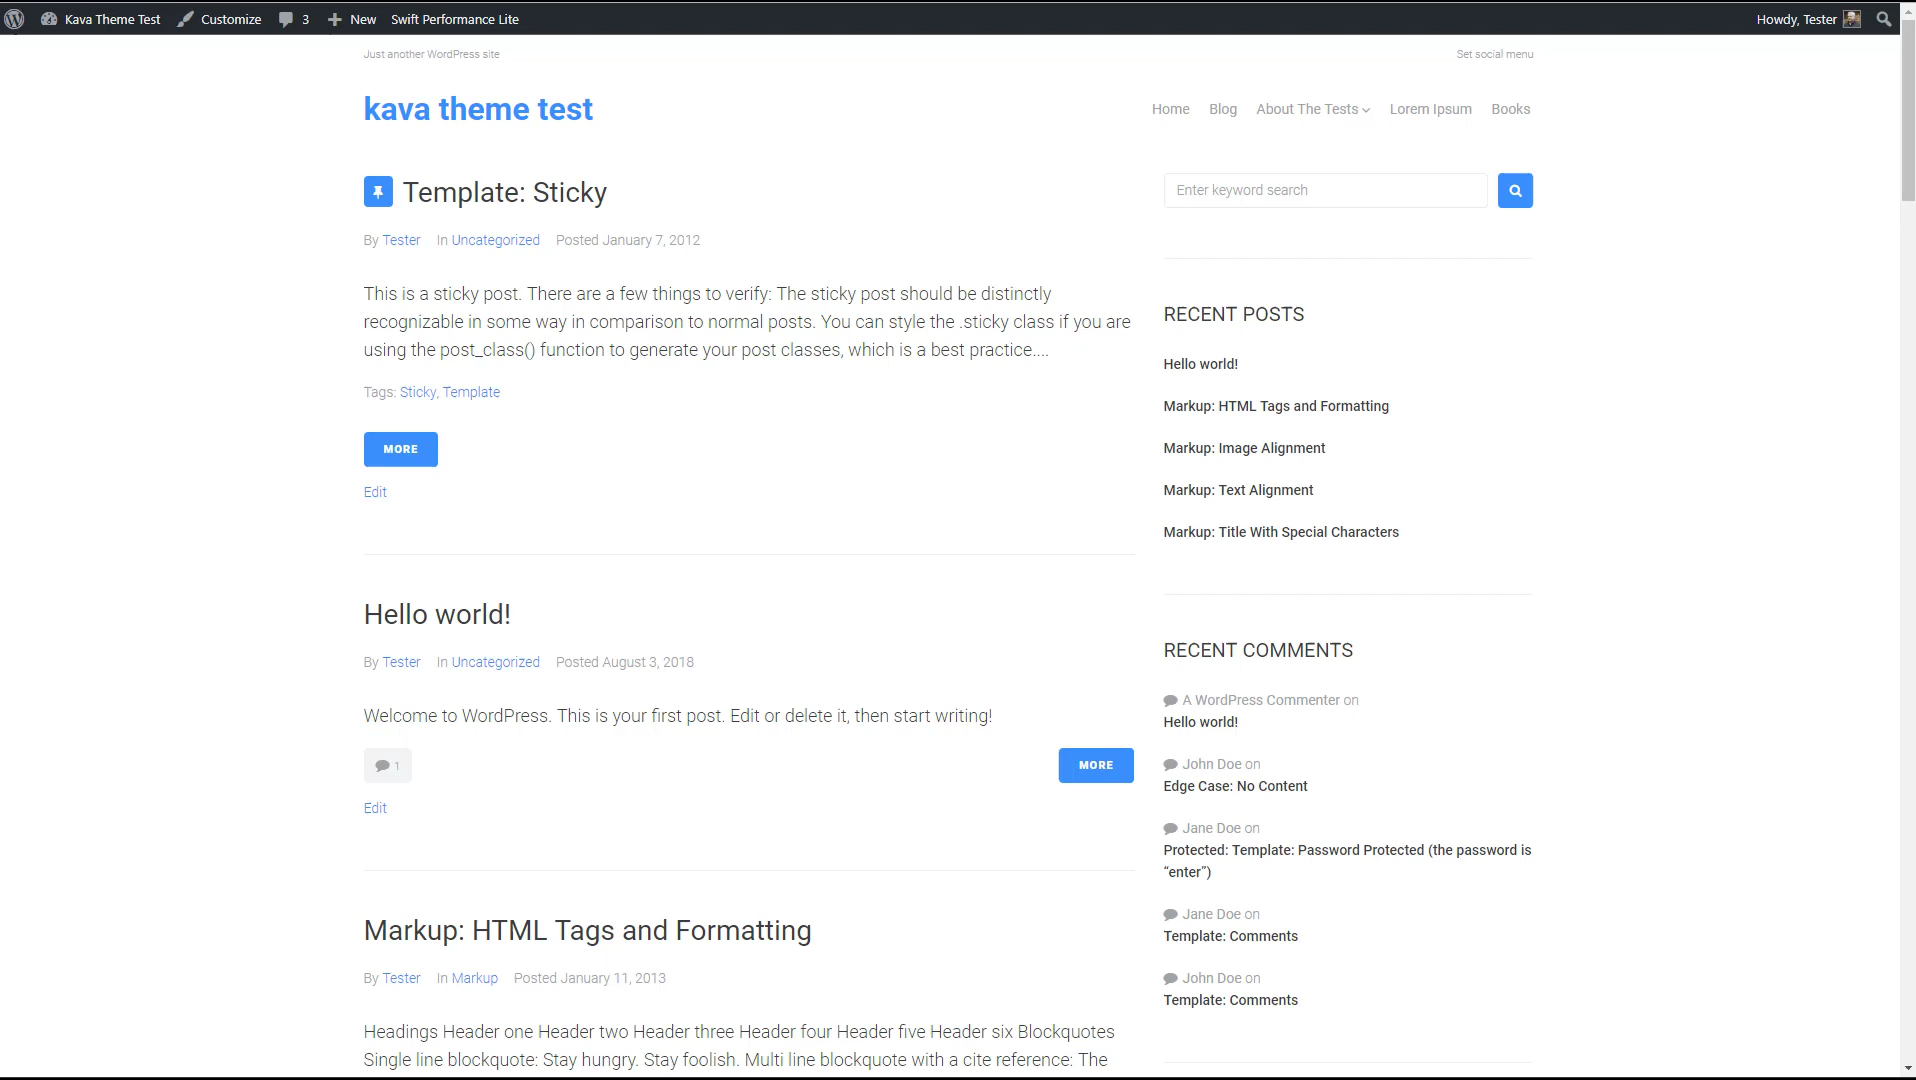 Kava Theme Test Customize 3 New Swift Performance Lite Howdy, Tester
Just another WordPress site Set social menu
kava theme test
Home Blog About The Tests Lorem Ipsum Books
Template: Sticky
By Tester In Uncategorized Posted January 7, 2012
This is a sticky post. There are a few things to verify: The sticky post should be distinctly
recognizable in some way in comparison to normal posts. You can style the .sticky class if you are
using the post_class() function to generate your post classes, which is a best practice....
Tags: Sticky, Template
MORE
Edit
Hello world!
By Tester In Uncategorized Posted August 3, 2018
Welcome to WordPress. This is your first post. Edit or delete it, then start writing!
1
MORE
Edit
Markup: HTML Tags and Formatting
By Tester In Markup Posted January 11, 2013
Headings Header one Header two Header three Header four Header five Header six Blockquotes
Single line blockquote: Stay hungry. Stay foolish. Multi line blockquote with a cite reference: The
Enter keyword search
RECENT POSTS
Hello world!
Markup: HTML Tags and Formatting
Markup: Image Alignment
Markup: Text Alignment
Markup: Title With Special Characters
RECENT COMMENTS
A WordPress Commenter on
Hello world!
John Doe on
Edge Case: No Content
Jane Doe on
Protected: Template: Password Protected (the password is
“enter”)
Jane Doe on
Template: Comments
John Doe on
Template: Comments